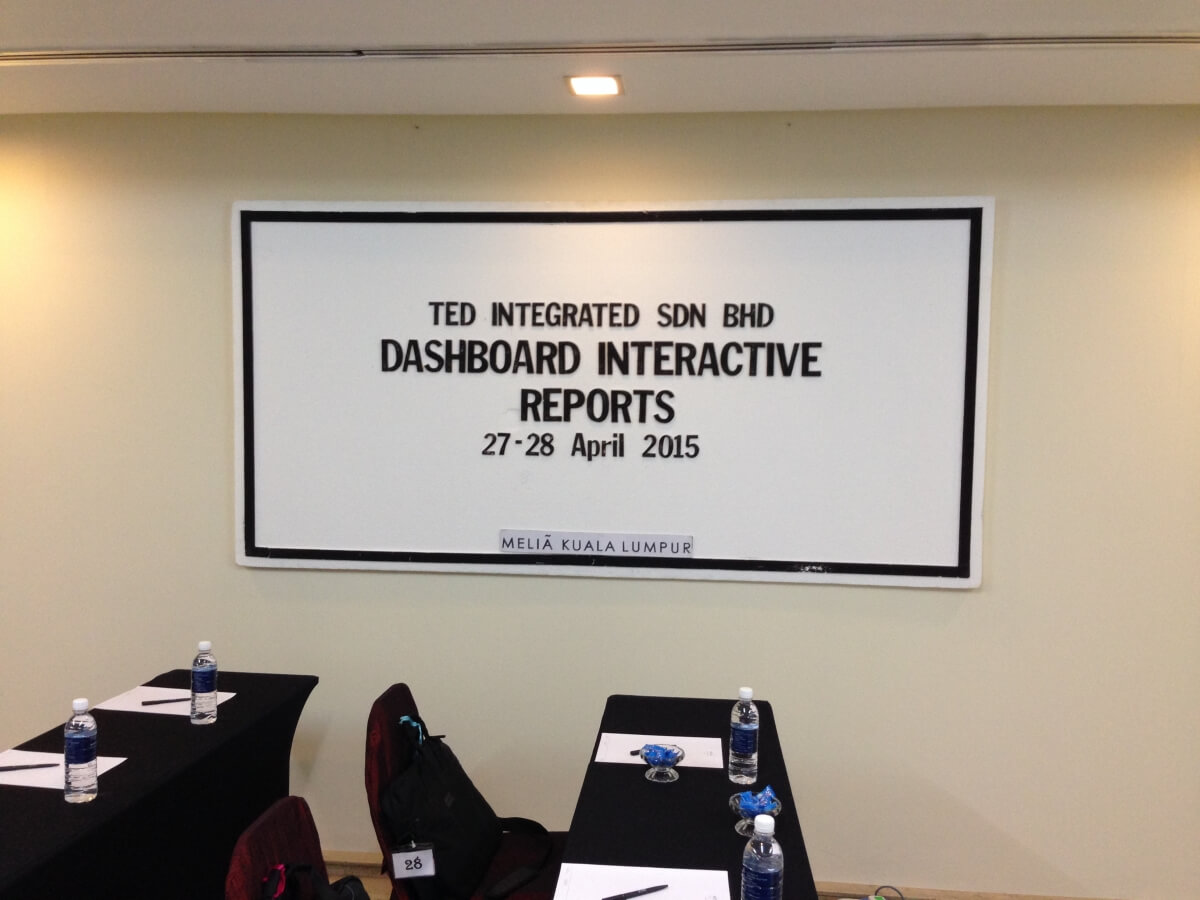 TED INTEGRATED SDN BHD
DASHBOARD INTERACTIVE
REPORTS
27-28 April 2015
MELIÃ KUALA LUMPUR
28